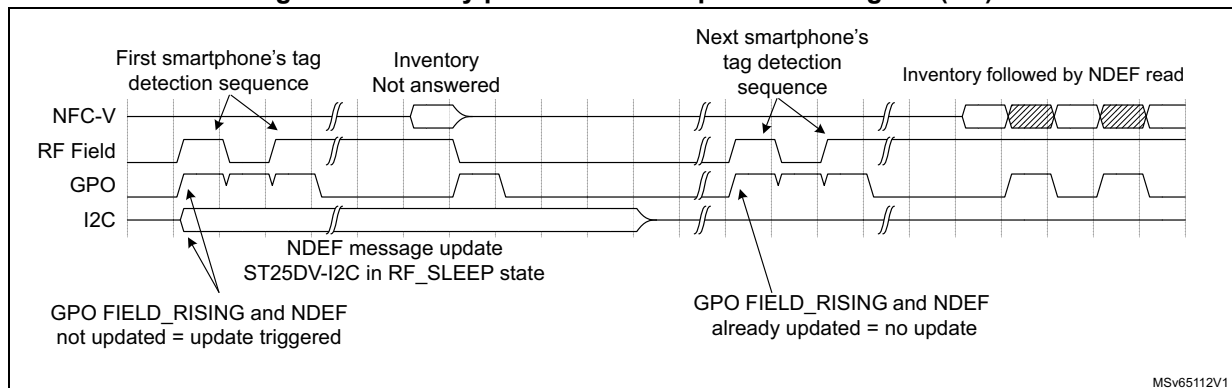 First smartphone's tag
detection sequence
Inventory
Not answered
Next smartphone's
tag detection
sequence
Inventory followed by NDEF read
NFC-V
RF Field
GPO
I2C
NDEF message update
ST25DV-I2C in RF_SLEEP state
GPO FIELD_RISING and NDEF
not updated = update triggered
GPO FIELD_RISING and NDEF
already updated = no update
MSv65112V1